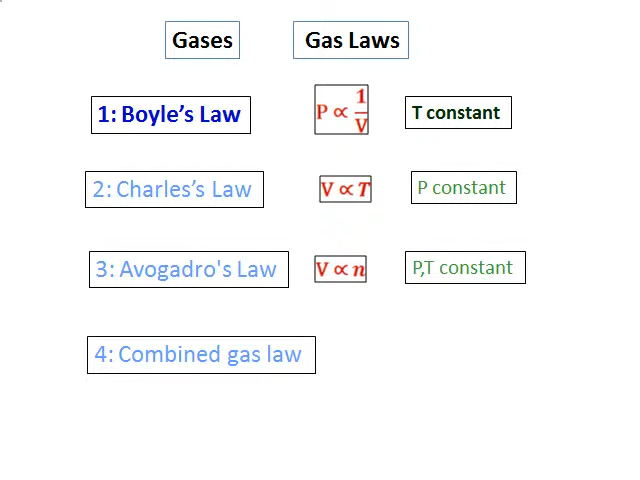 Gases Gas Laws
1: Boyle’s Law P ∝ 1/V T constant
2: Charles’s Law V ∝ T P constant
3: Avogadro's Law V ∝ n P,T constant
4: Combined gas law